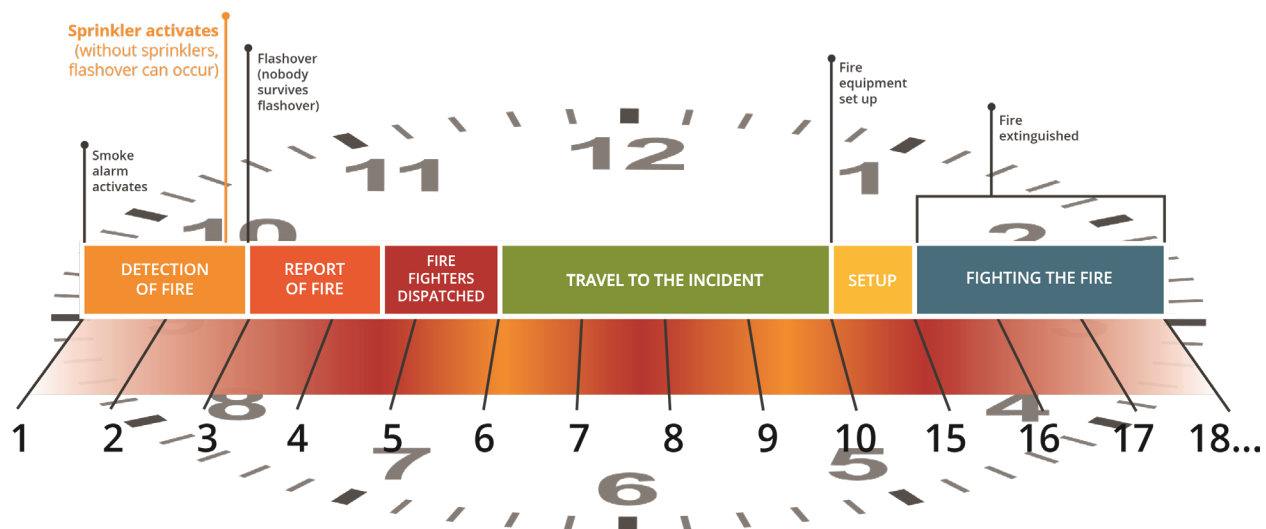 Sprinkler activates
(without sprinklers,
flashover can occur)
Flashover
(nobody
survives
flashover)
Smoke
alarm
activates
Fire
equipment
set up
Fire
extinguished
12
11
1
10
2
DETECTION
OF FIRE
REPORT
OF FIRE
FIRE
FIGHTERS
DISPATCHED
TRAVEL TO THE INCIDENT
SETUP
FIGHTING THE FIRE
9
3
8
4
1
2
3
4
5
6
7
8
9
10
15
16
17
18...
7
5
6